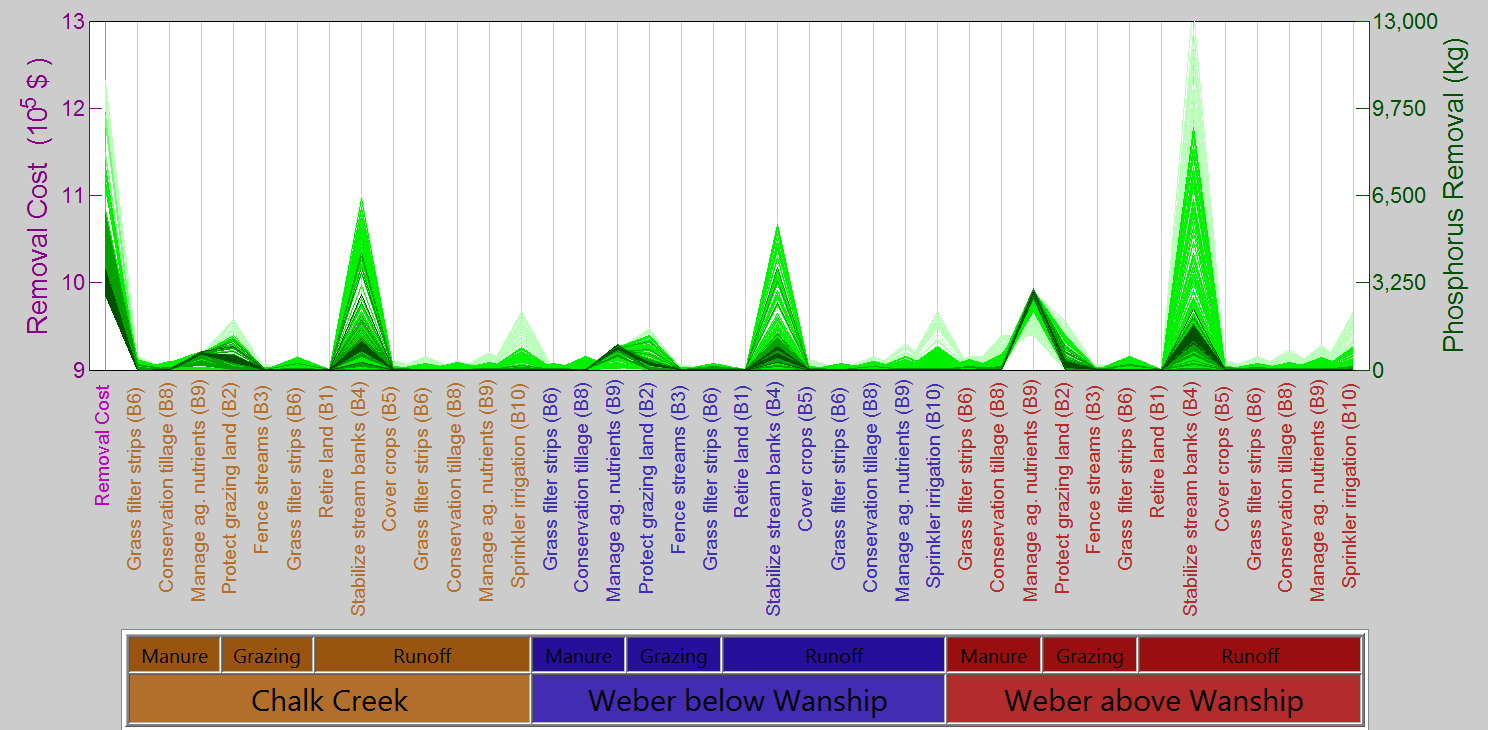 Removal Cost (10^5 $)
13
12
11
10
9
13,000
9,750
6,500
3,250
0
Phosphorus Removal (kg)
Removal Cost
Grass filter strips (B6)
Conservation tillage (B8)
Manage ag. nutrients (B9)
Protect grazing land (B2)
Fence streams (B3)
Grass filter strips (B6)
Retire land (B1)
Stabilize stream banks (B4)
Cover crops (B5)
Grass filter strips (B6)
Conservation tillage (B8)
Manage ag. nutrients (B9)
Sprinkler irrigation (B10)
Grass filter strips (B6)
Conservation tillage (B8)
Manage ag. nutrients (B9)
Protect grazing land (B2)
Fence streams (B3)
Grass filter strips (B6)
Retire land (B1)
Stabilize stream banks (B4)
Cover crops (B5)
Grass filter strips (B6)
Conservation tillage (B8)
Manage ag. nutrients (B9)
Sprinkler irrigation (B10)
Grass filter strips (B6)
Conservation tillage (B8)
Manage ag. nutrients (B9)
Protect grazing land (B2)
Fence streams (B3)
Grass filter strips (B6)
Retire land (B1)
Stabilize stream banks (B4)
Cover crops (B5)
Grass filter strips (B6)
Conservation tillage (B8)
Manage ag. nutrients (B9)
Sprinkler irrigation (B10)
Manure Grazing Runoff Manure Grazing Runoff Manure Grazing Runoff
Chalk Creek Weber below Wanship Weber above Wanship